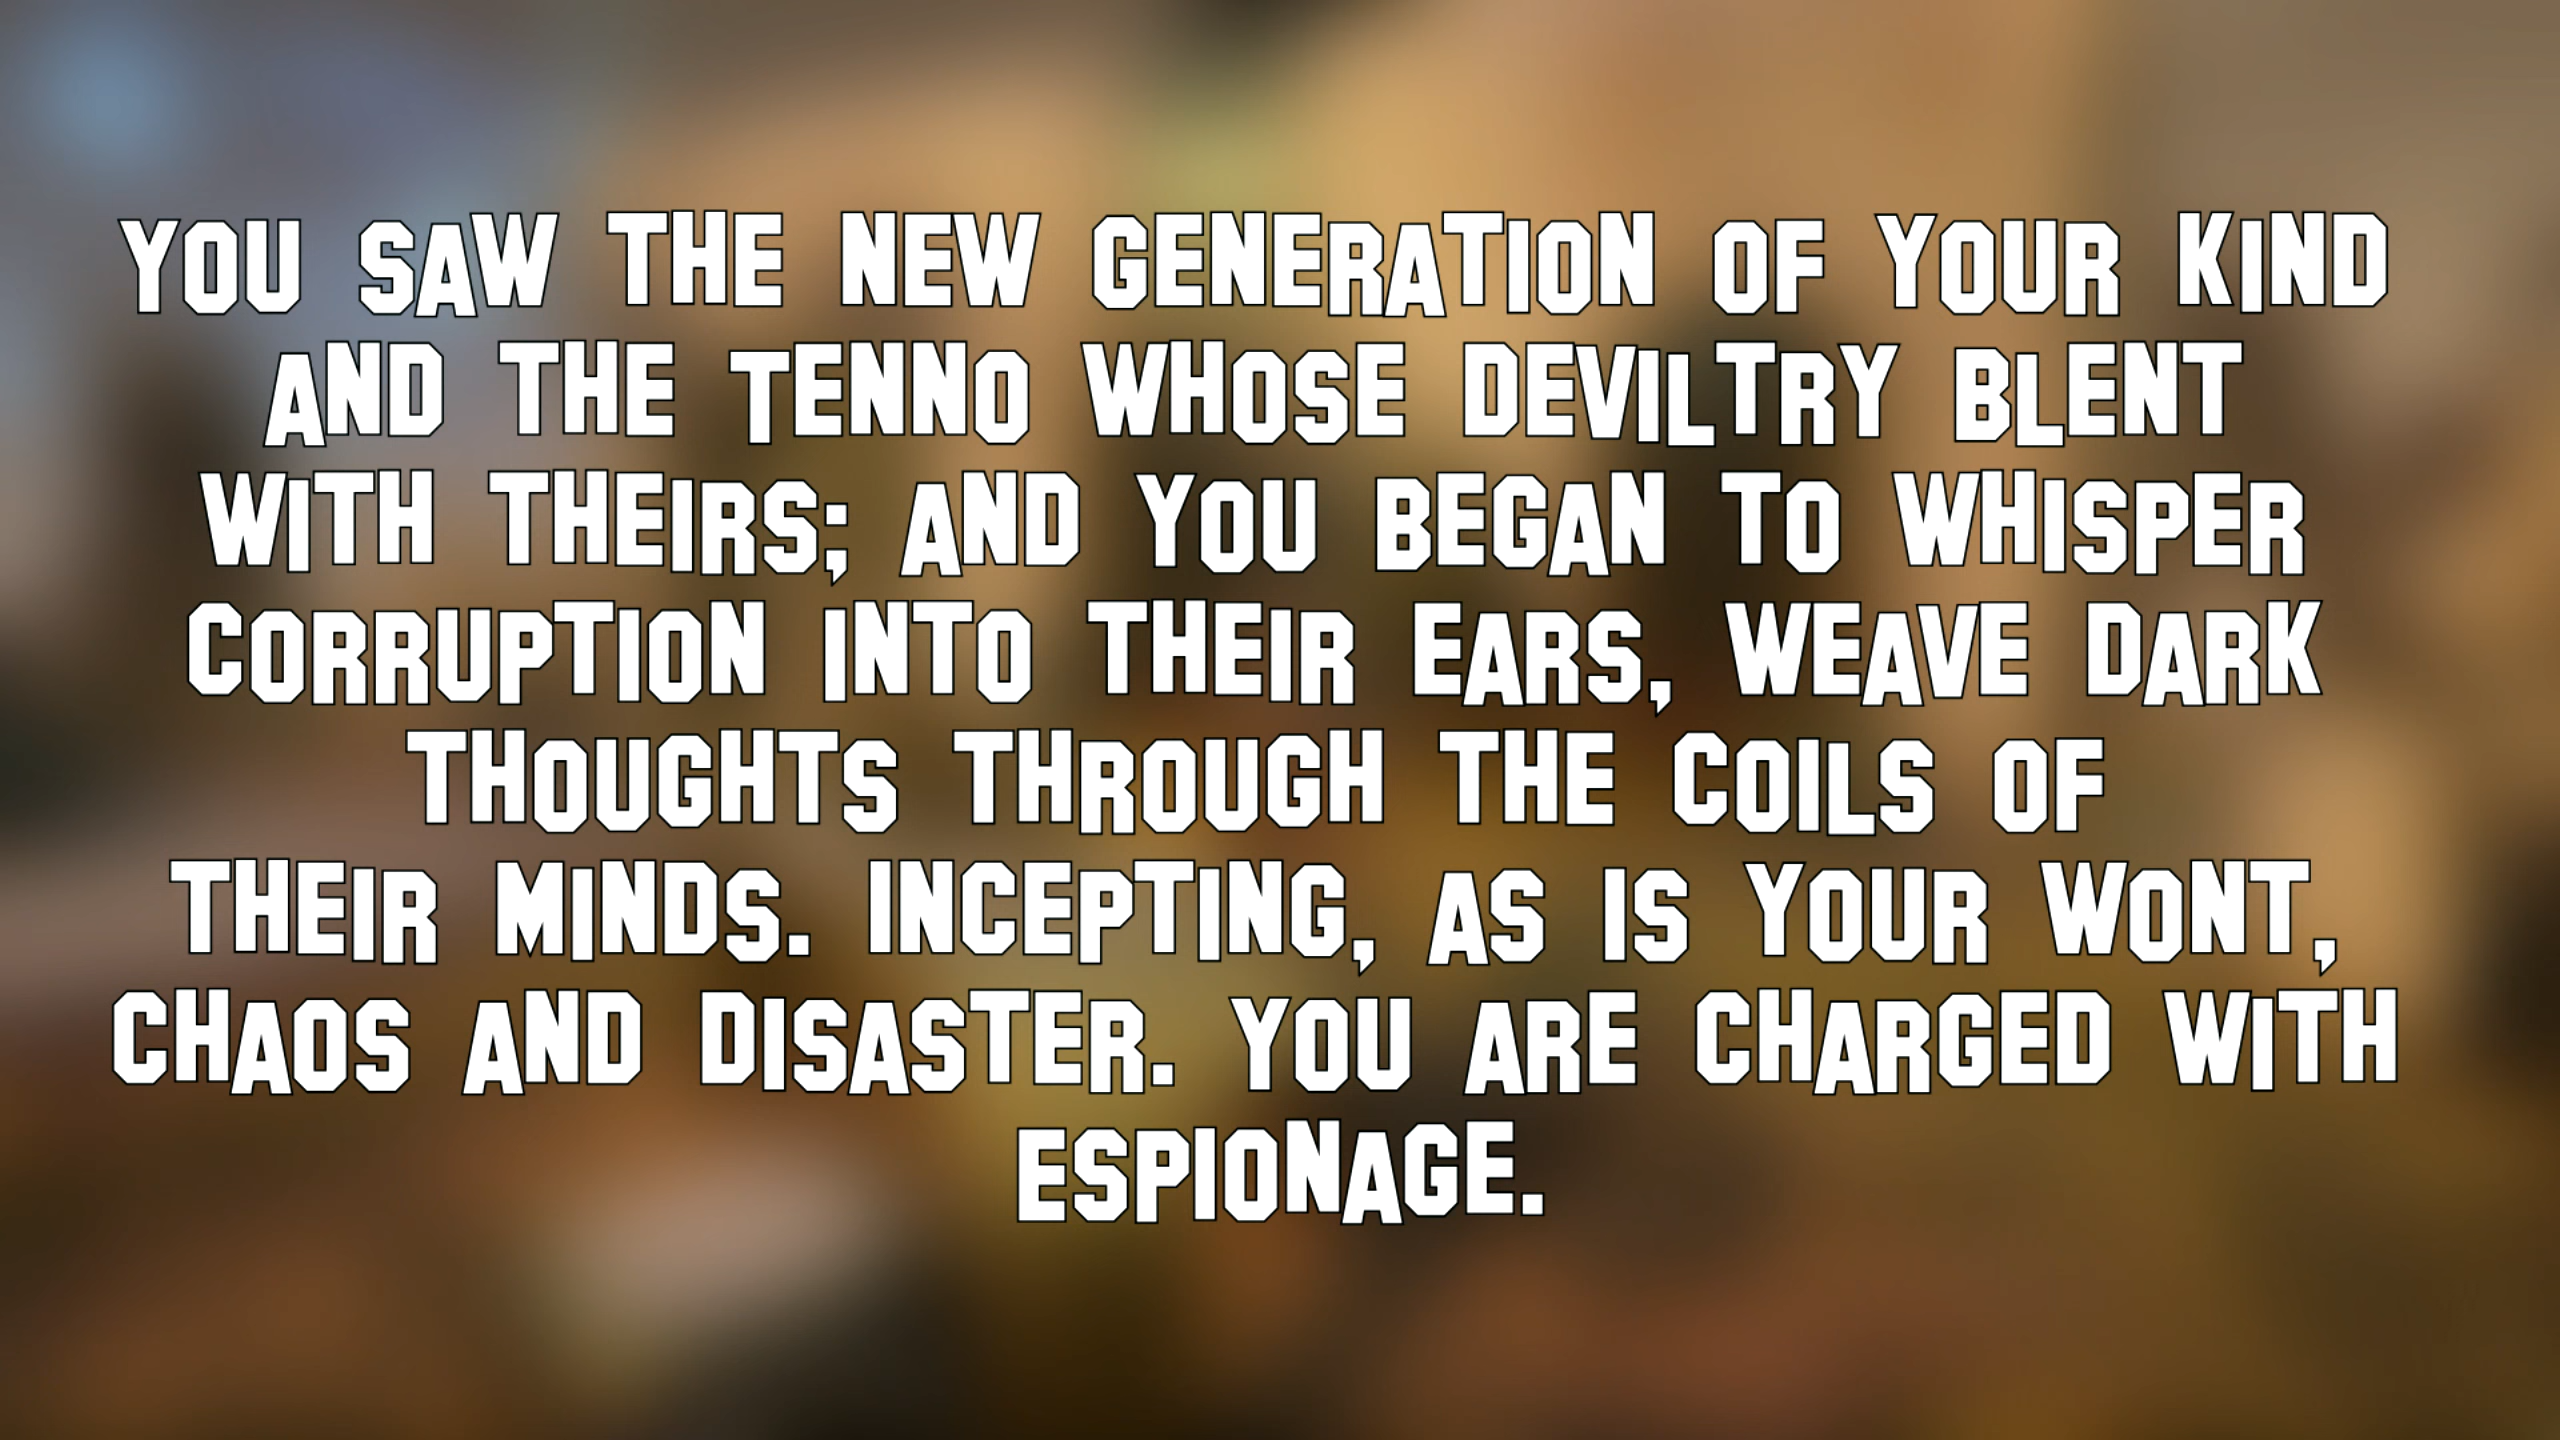 YOU SAW THE NEW GENERATION OF YOUR KIND
AND THE TENNO WHOSE DEVILTRY BLENT
WITH THEIRS; AND YOU BEGAN TO WHISPER
CORRUPTION INTO THEIR EARS, WEAVE DARK
THOUGHTS THROUGH THE COILS OF
THEIR MINDS. INCEPTING, AS IS YOUR WONT,
CHAOS AND DISASTER. YOU ARE CHARGED WITH
ESPIONAGE.